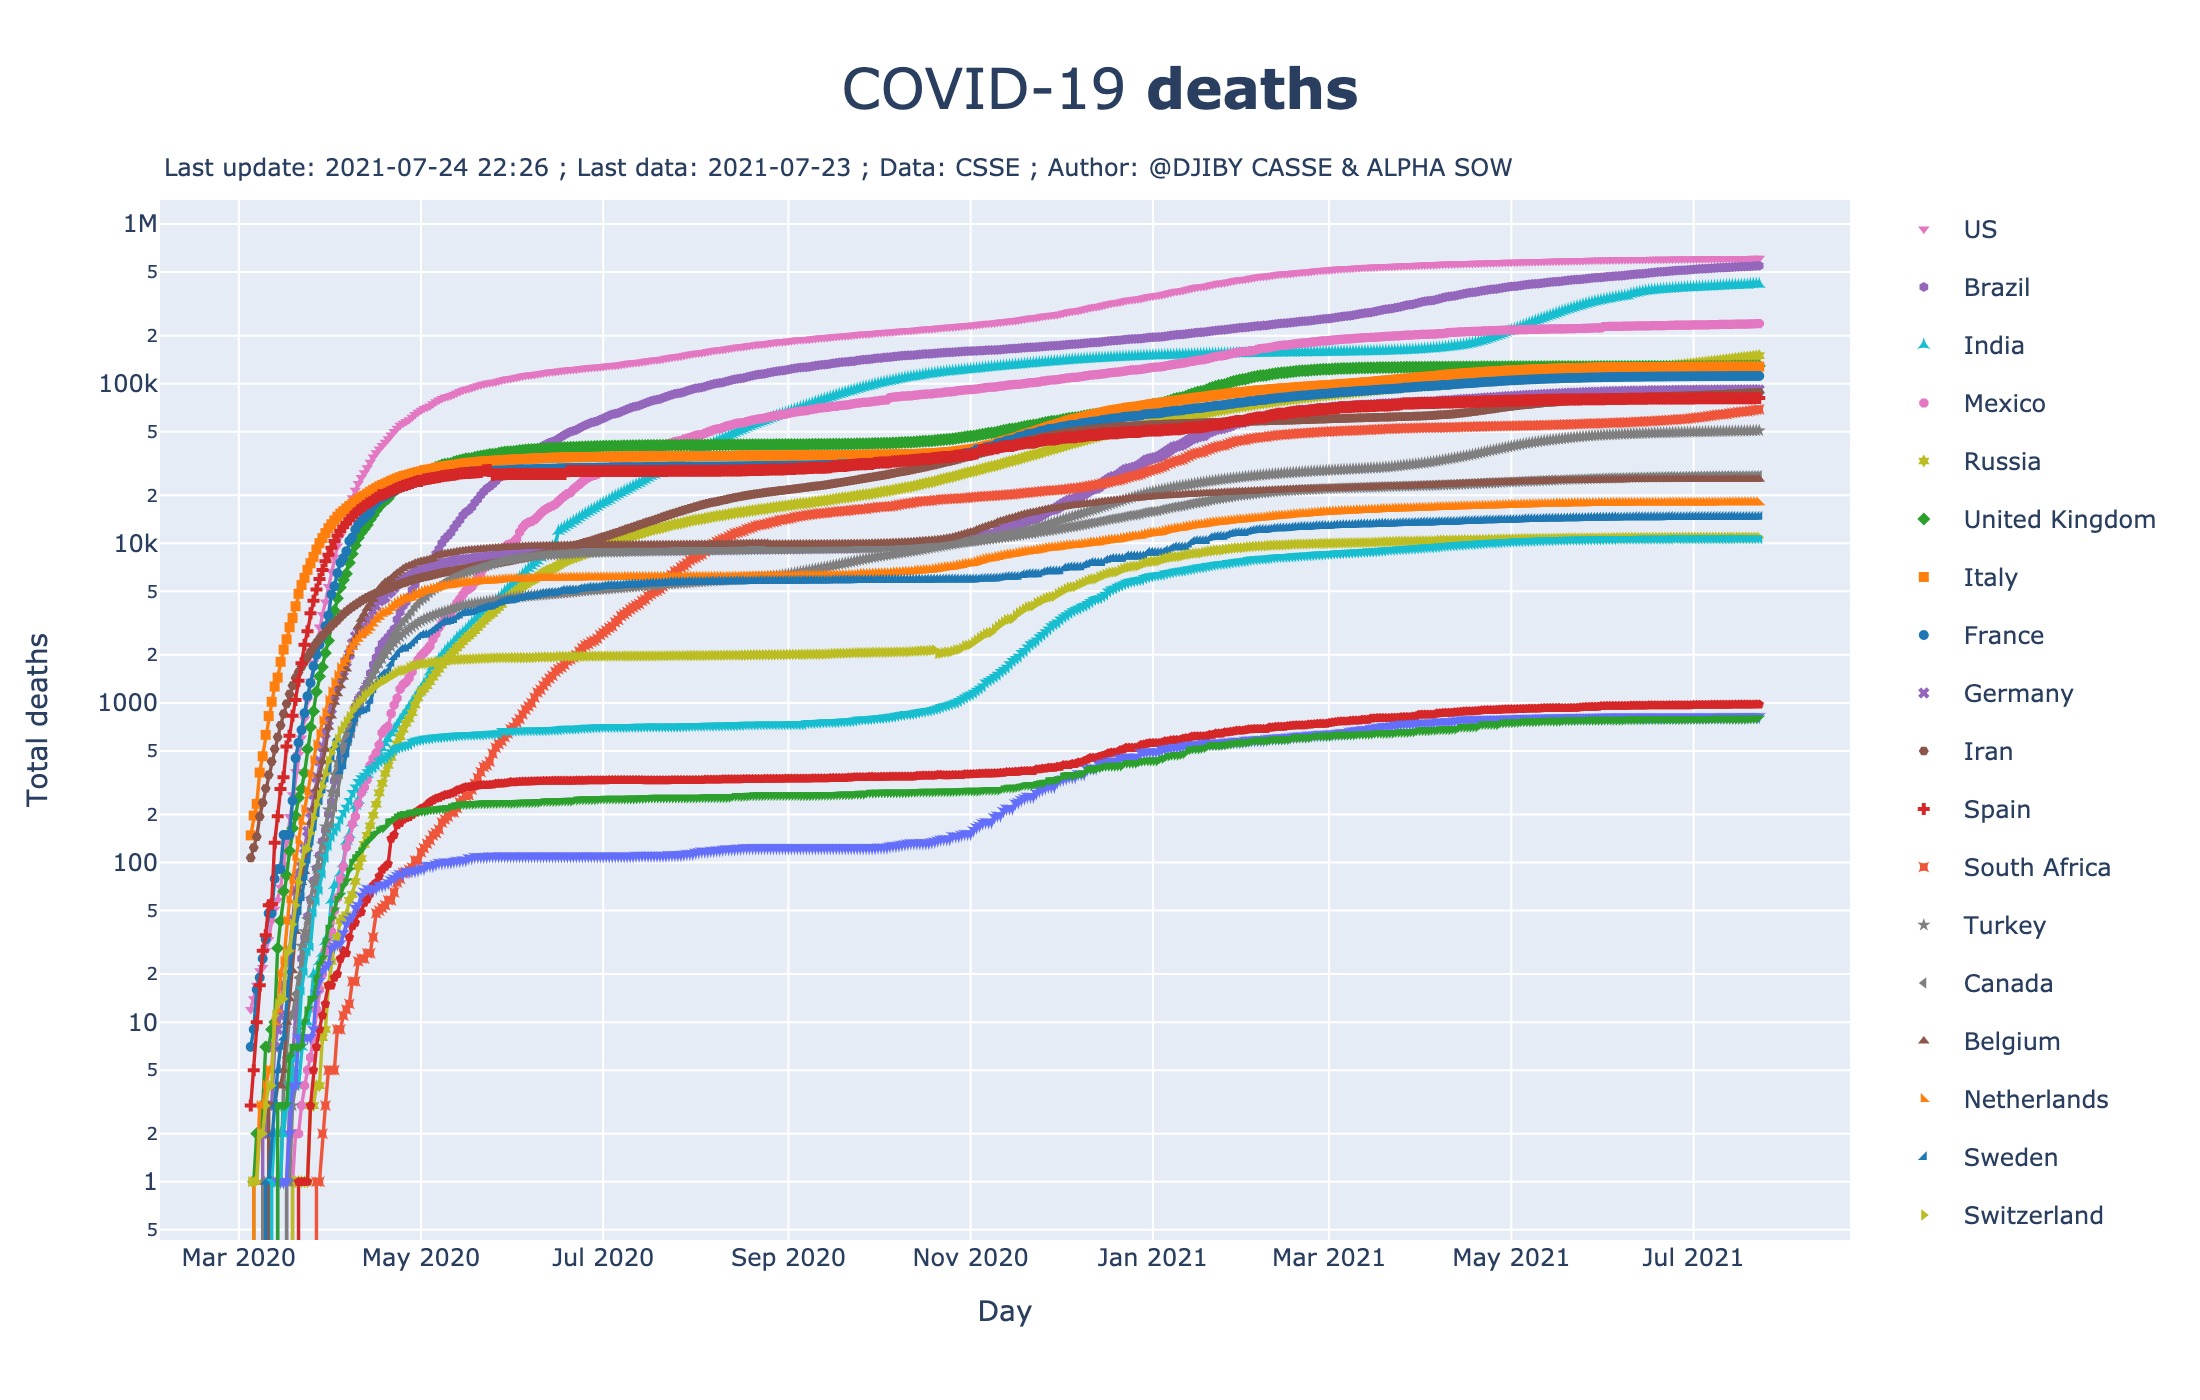 COVID-19 deaths
Last update: 2021-07-24 22:26 ; Last data: 2021-07-23 ; Data: CSSE ; Author: @DJIBY CASSE & ALPHA SOW
1M
5
2
100k
5
2
10k
5
2
1000
5
2
100
5
2
10
5
2
1
5
Total deaths
Mar 2020 May 2020 Jul 2020 Sep 2020 Nov 2020 Jan 2021 Mar 2021 May 2021 Jul 2021
Day
US
Brazil
India
Mexico
Russia
United Kingdom
Italy
France
Germany
Iran
Spain
South Africa
Turkey
Canada
Belgium
Netherlands
Sweden
Switzerland